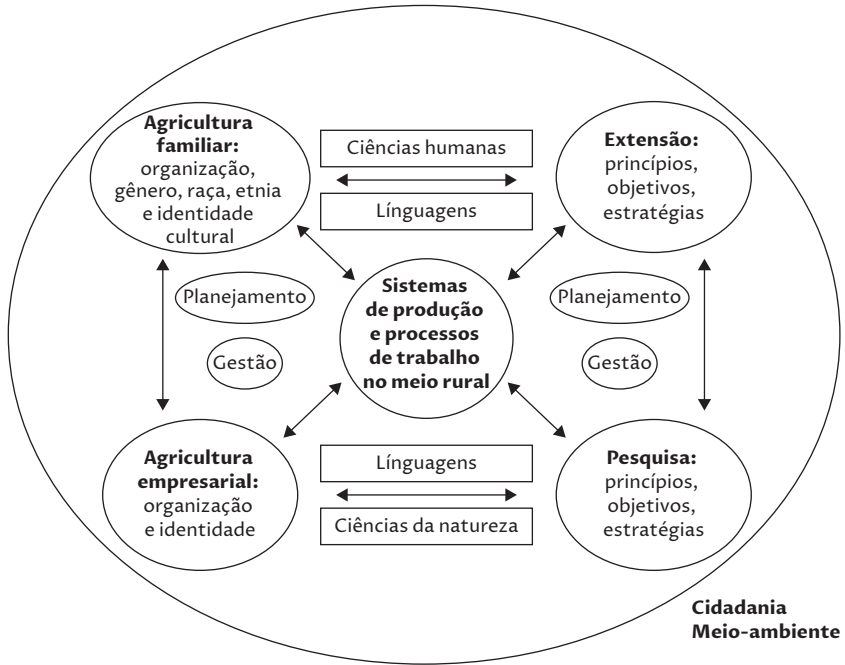 Agricultura
familiar:
organização,
gênero, raça, etnia
e identidade
cultural
Ciências humanas
Línguagens
Extensão:
princípios,
objetivos,
estratégias
Planejamento
Gestão
Sistemas
de produção
e processos
de trabalho
no meio rural
Planejamento
Gestão
Agricultura
empresarial:
organização
e identidade
Línguagens
Ciências da natureza
Pesquisa:
princípios,
objetivos,
estratégias
Cidadania
Meio-ambiente